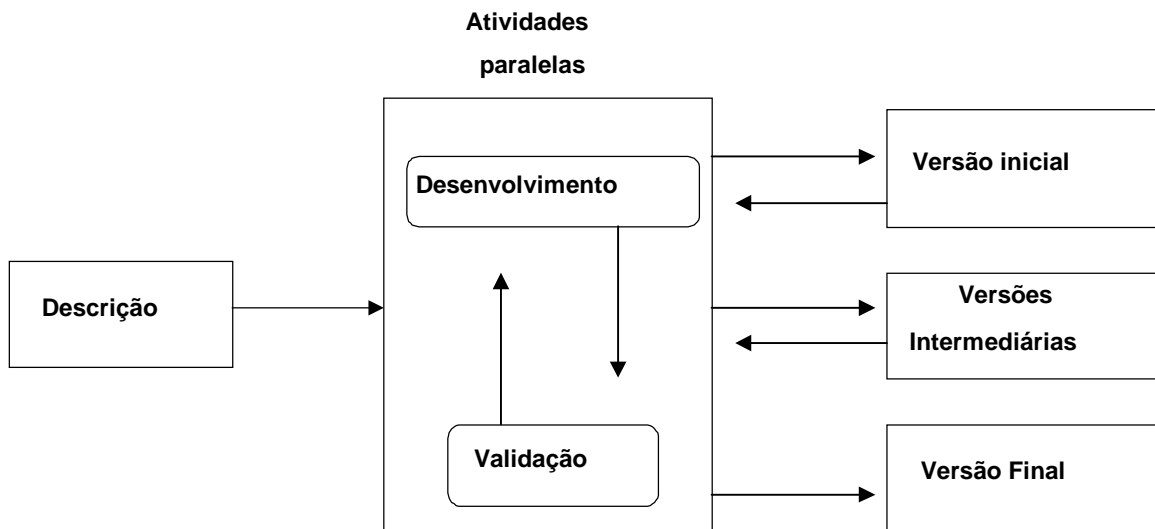 Atividades
paralelas
Desenvolvimento
Validação
Descrição
Versão inicial
Versões
Intermediárias
Versão Final